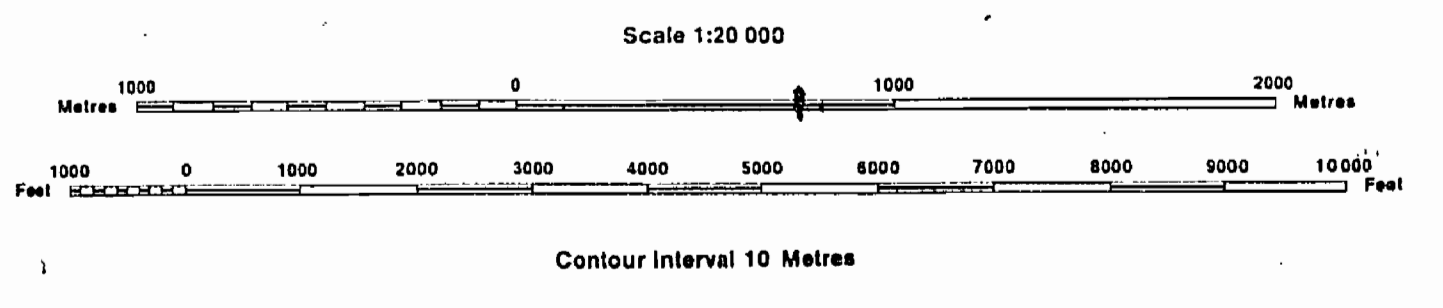 Scale 1:20 000
1000 0 1000 2000
Metres Metres
1000 0 1000 2000 3000 4000 5000 6000 7000 8000 9000 10000
Feet Feet
Contour Interval 10 Metres